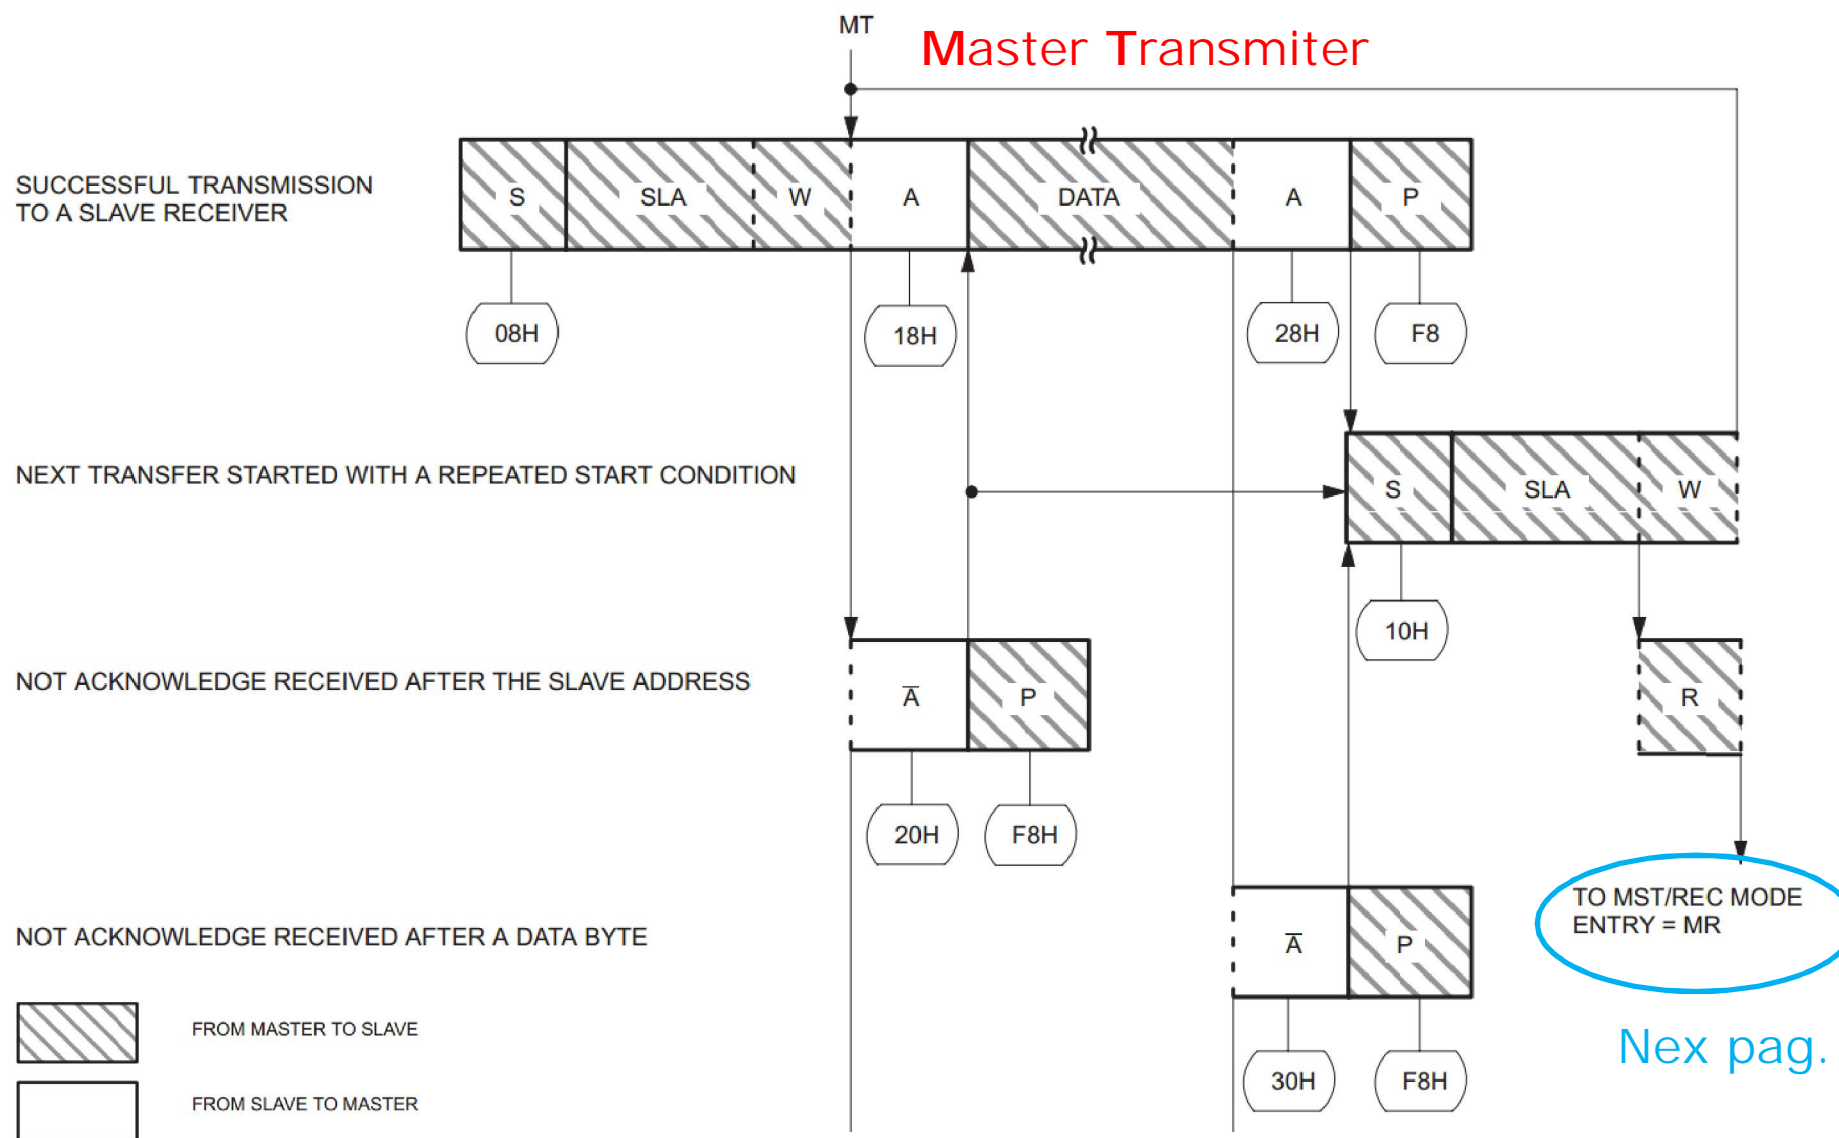 MT
Master Transmiter
SUCCESSFUL TRANSMISSION
TO A SLAVE RECEIVER
S SLA W A DATA A P
08H 18H 28H F8
NEXT TRANSFER STARTED WITH A REPEATED START CONDITION
S SLA W
10H
NOT ACKNOWLEDGE RECEIVED AFTER THE SLAVE ADDRESS
A̅ P R
20H F8H
TO MST/REC MODE
ENTRY = MR
NOT ACKNOWLEDGE RECEIVED AFTER A DATA BYTE
A̅ P
FROM MASTER TO SLAVE
Nex pag.
30H F8H
FROM SLAVE TO MASTER